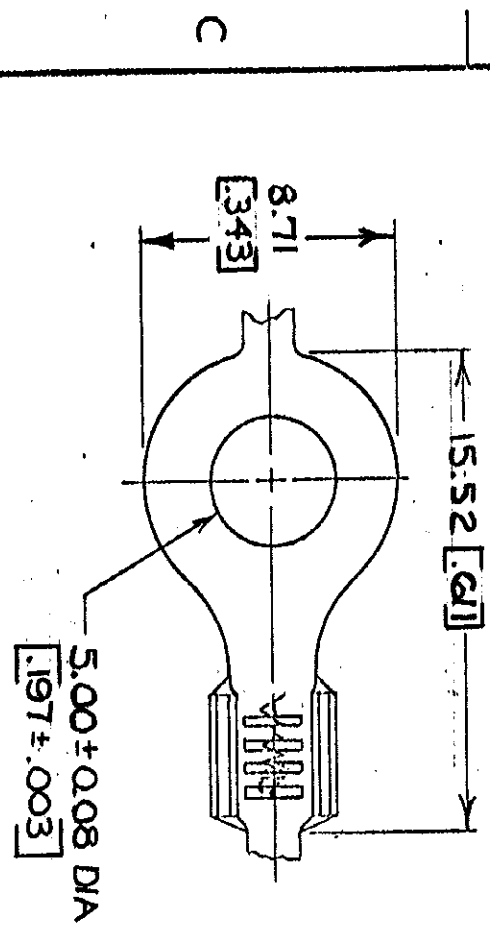 C
8.71
[.343]
15.52 [.611]
5.00 ± 0.08 DIA
[.197 ± .003]